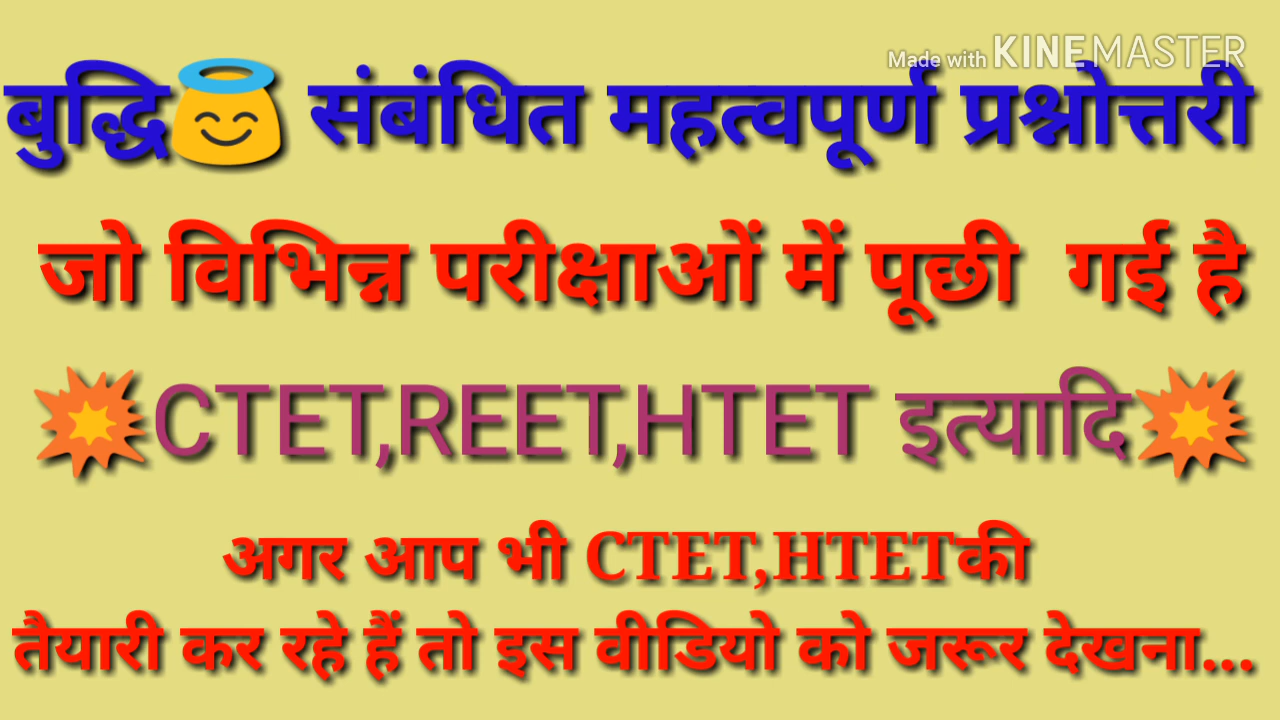 Made with KINEMASTER
बुद्धि😇 संबंधित महत्वपूर्ण प्रश्नोत्तरी
जो विभिन्न परीक्षाओं में पूछी गई है
💥CTET,REET,HTET इत्यादि💥
अगर आप भी CTET,HTETकी
तैयारी कर रहे हैं तो इस वीडियो को जरूर देखना...